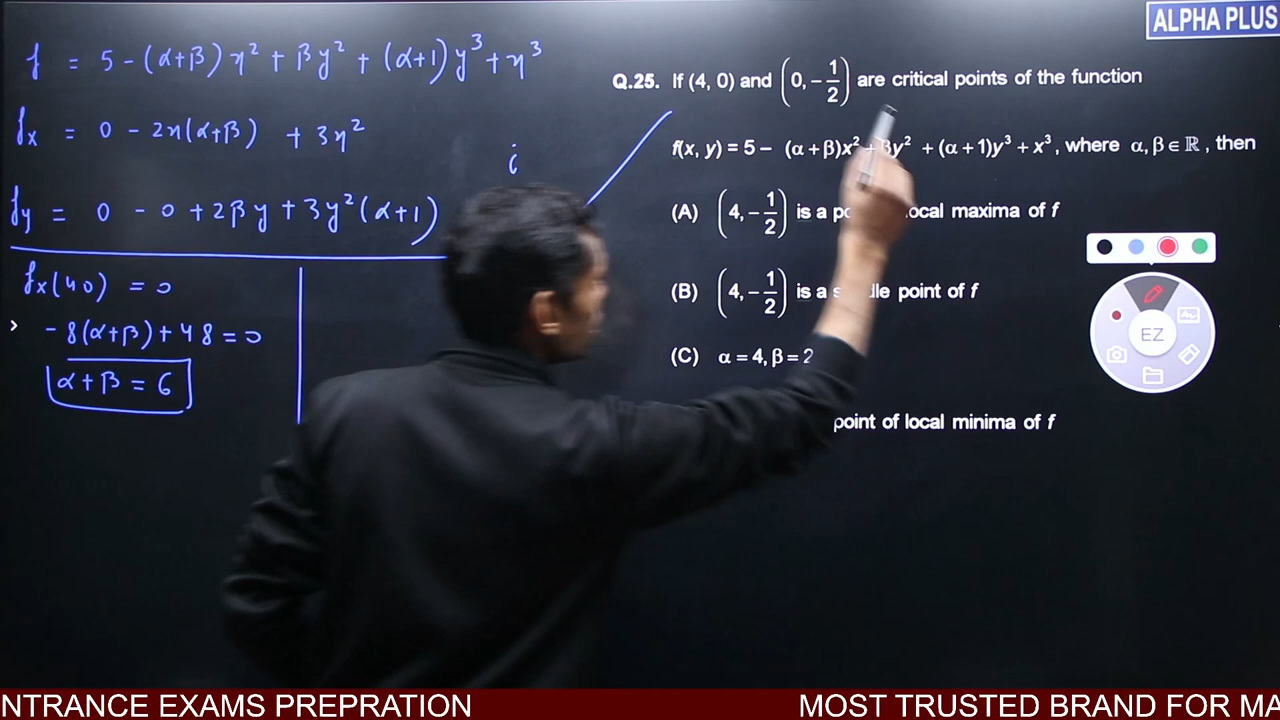 ALPHA PLUS
f = 5 - (α+β)x² + βy² + (α+1)y³ + x³
fx = 0 - 2x(α+β) + 3x²
fy = 0 - 0 + 2βy + 3y²(α+1)
fx(4 0) = 0
- 8(α+β) + 48 = 0
α + β = 6
i
Q.25. If (4, 0) and (0, -1/2) are critical points of the function
f(x, y) = 5 – (α + β)x² + βy² + (α + 1)y³ + x³, where α, β ∈ ℝ, then
(A) (4, -1/2) is a local maxima of f
(B) (4, -1/2) is a point of f
(C) α = 4, β = 2
point of local minima of f
EZ
NTRANCE EXAMS PREPRATION
MOST TRUSTED BRAND FOR MA